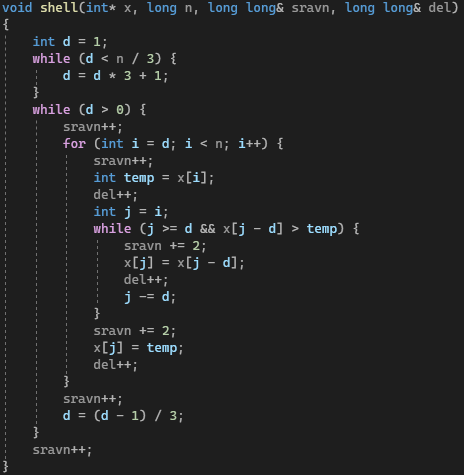 void shell(int* x, long n, long long& sravn, long long& del)
{
    int d = 1;
    while (d < n / 3) {
        d = d * 3 + 1;
    }
    while (d > 0) {
        sravn++;
        for (int i = d; i < n; i++) {
            sravn++;
            int temp = x[i];
            del++;
            int j = i;
            while (j >= d && x[j - d] > temp) {
                sravn += 2;
                x[j] = x[j - d];
                del++;
                j -= d;
            }
            sravn += 2;
            x[j] = temp;
            del++;
        }
        sravn++;
        d = (d - 1) / 3;
    }
    sravn++;
}